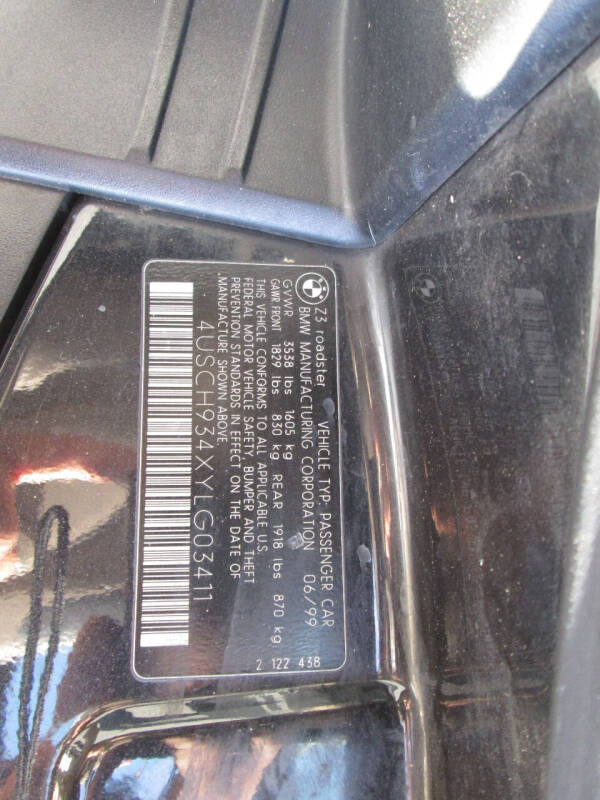 Z3 roadster VEHICLE TYP: PASSENGER CAR
BMW MANUFACTURING CORPORATION 06/99
GVWR 3538 lbs 1605 kg
GAWR FRONT 1829 lbs 830 kg REAR 1918 lbs 870 kg
THIS VEHICLE CONFORMS TO ALL APPLICABLE U.S.
FEDERAL MOTOR VEHICLE SAFETY, BUMPER AND THEFT
PREVENTION STANDARDS IN EFFECT ON THE DATE OF
MANUFACTURE SHOWN ABOVE.
4USCH934XYLG03411
2 122 438